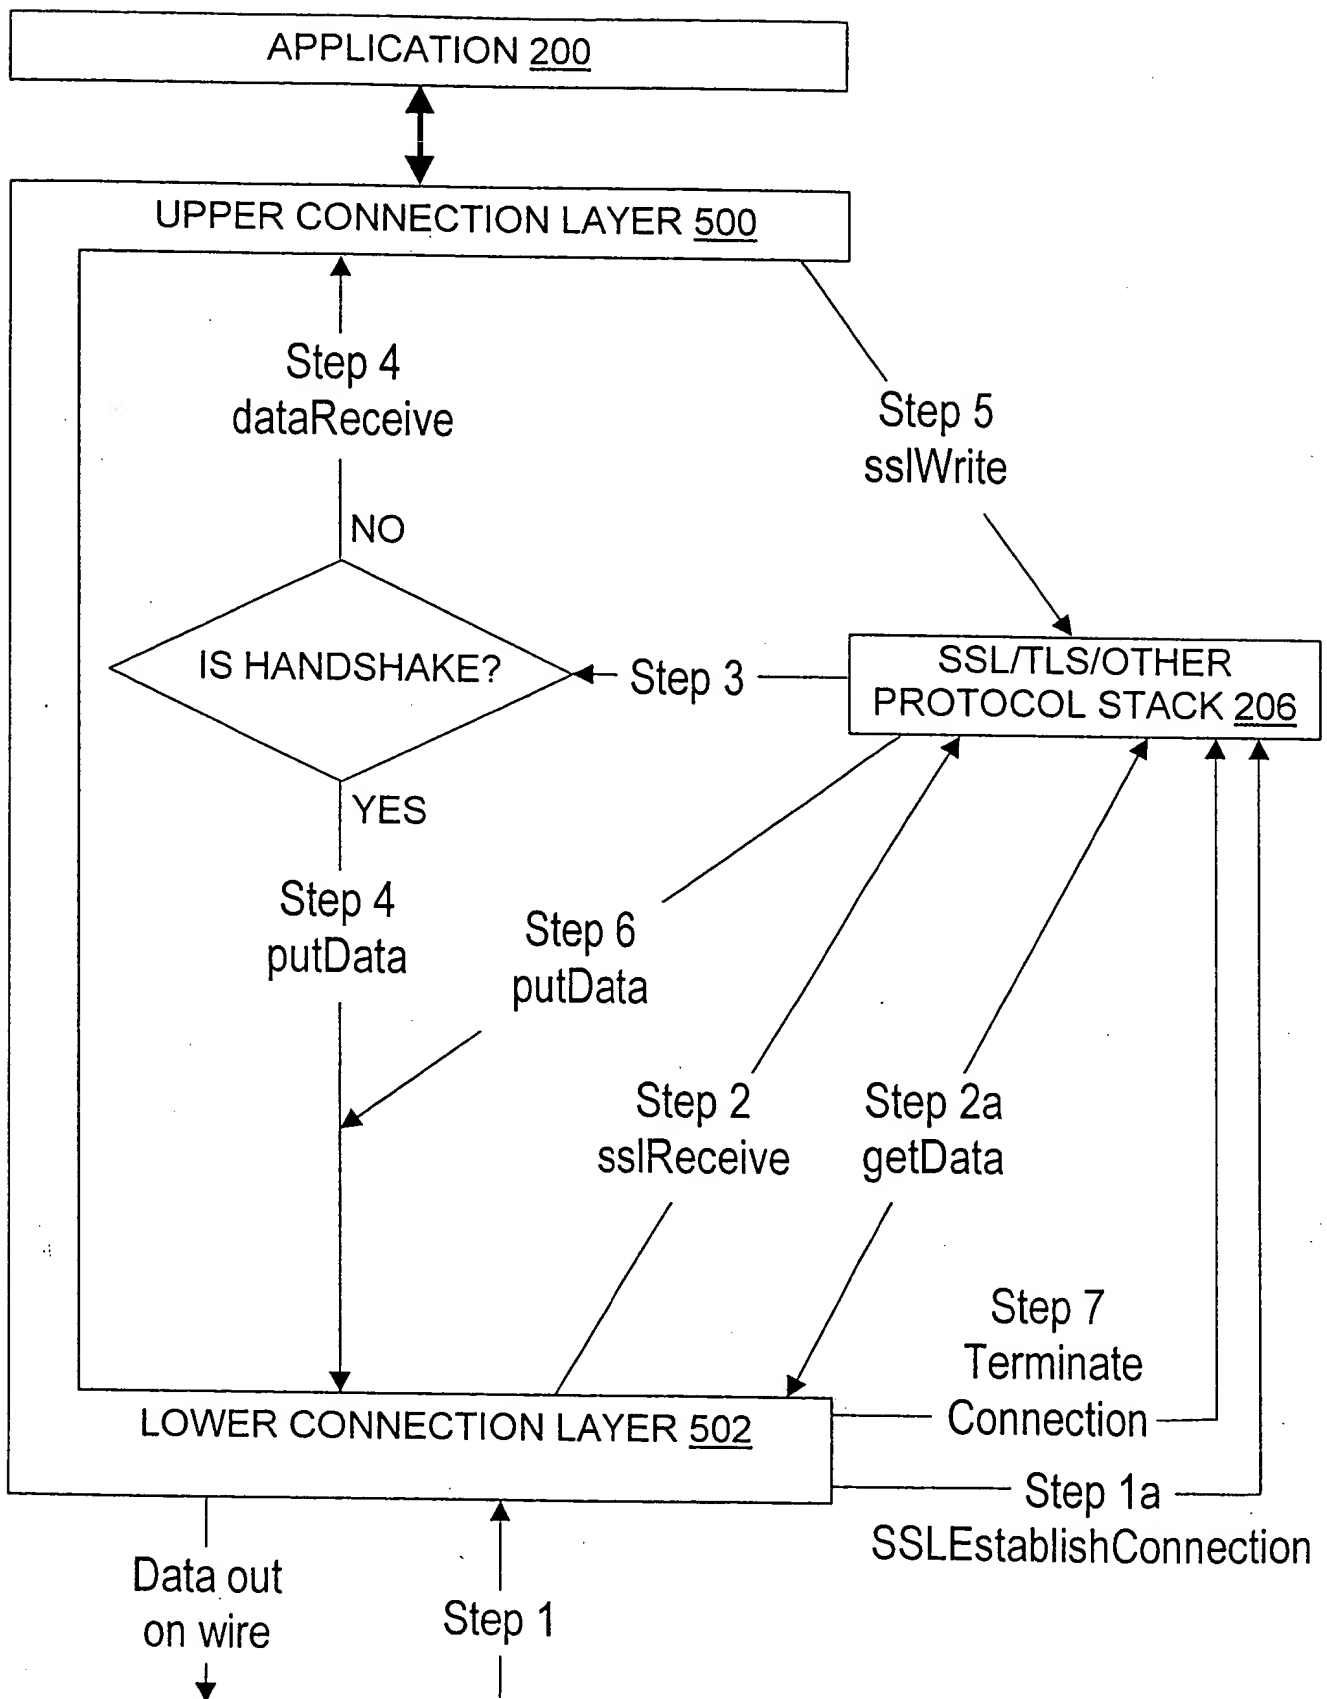 APPLICATION 200
UPPER CONNECTION LAYER 500
Step 4
dataReceive
Step 5
sslWrite
NO
IS HANDSHAKE?
Step 3
SSL/TLS/OTHER
PROTOCOL STACK 206
YES
Step 4
putData
Step 6
putData
Step 2
sslReceive
Step 2a
getData
Step 7
Terminate
Connection
LOWER CONNECTION LAYER 502
Step 1a
SSLEstablishConnection
Data out
on wire
Step 1